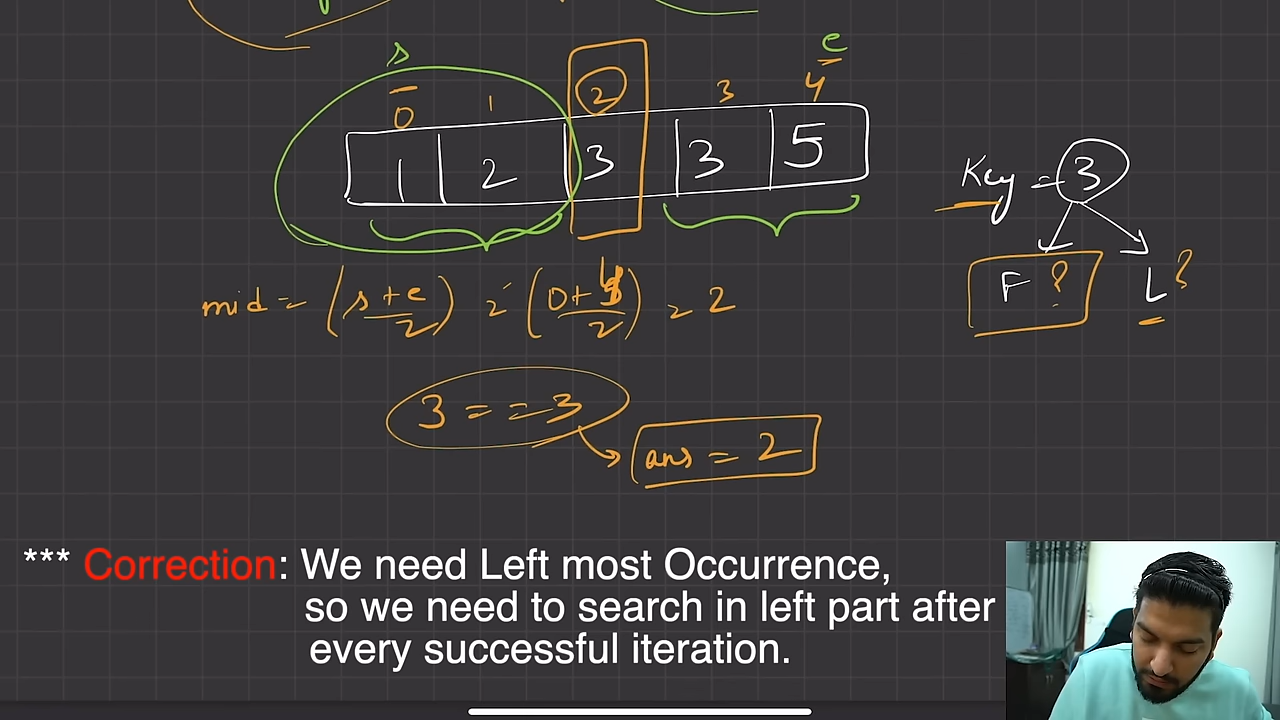 s e
0 1 2 3 4
1 2 3 3 5
Key = 3
F ? L ?
mid = (s+e/2) = (0+4/2) = 2
3 == 3
ans = 2
*** Correction: We need Left most Occurrence,
so we need to search in left part after
every successful iteration.